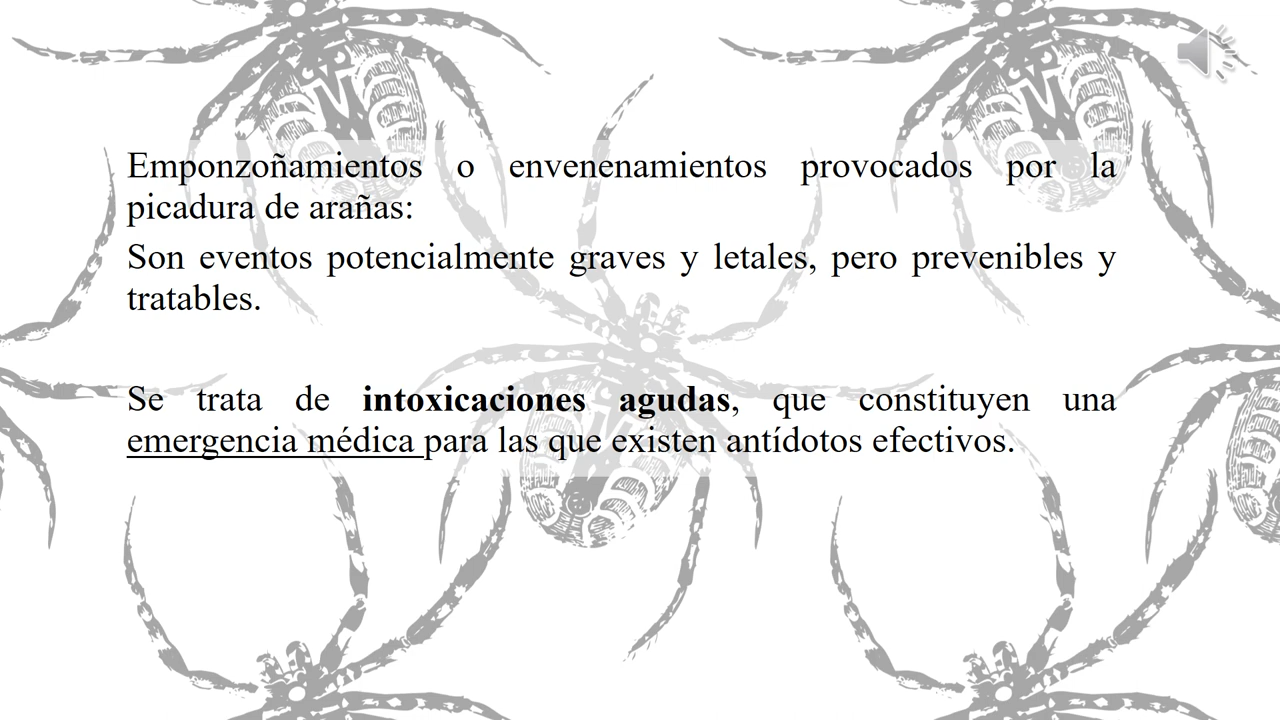 Emponzoñamientos o envenenamientos provocados por la
picadura de arañas:
Son eventos potencialmente graves y letales, pero prevenibles y
tratables.
Se trata de intoxicaciones agudas, que constituyen una
emergencia médica para las que existen antídotos efectivos.